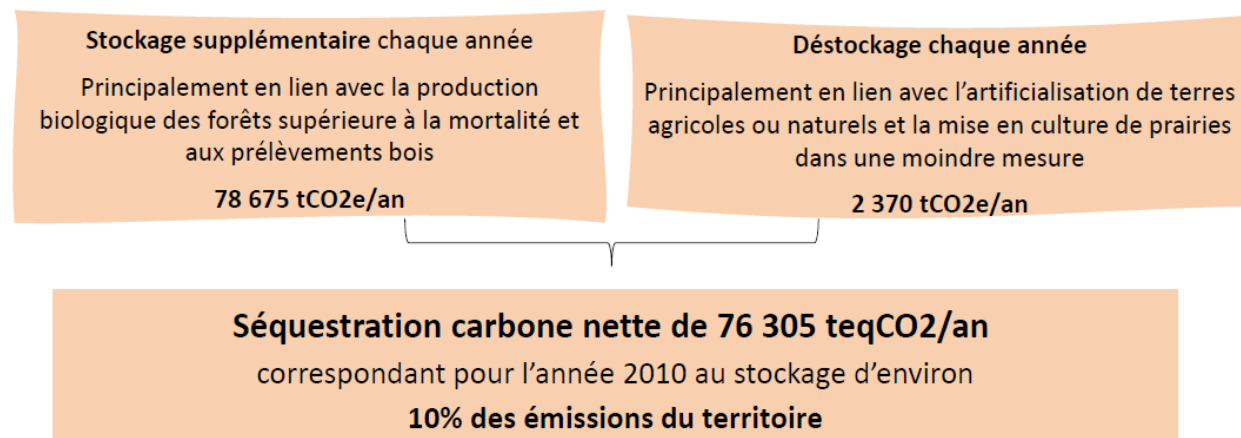 Stockage supplémentaire chaque année
Principalement en lien avec la production
biologique des forêts supérieure à la mortalité et
aux prélèvements bois
78 675 tCO2e/an
Déstockage chaque année
Principalement en lien avec l’artificialisation de terres
agricoles ou naturels et la mise en culture de prairies
dans une moindre mesure
2 370 tCO2e/an
Séquestration carbone nette de 76 305 teqCO2/an
correspondant pour l’année 2010 au stockage d’environ
10% des émissions du territoire